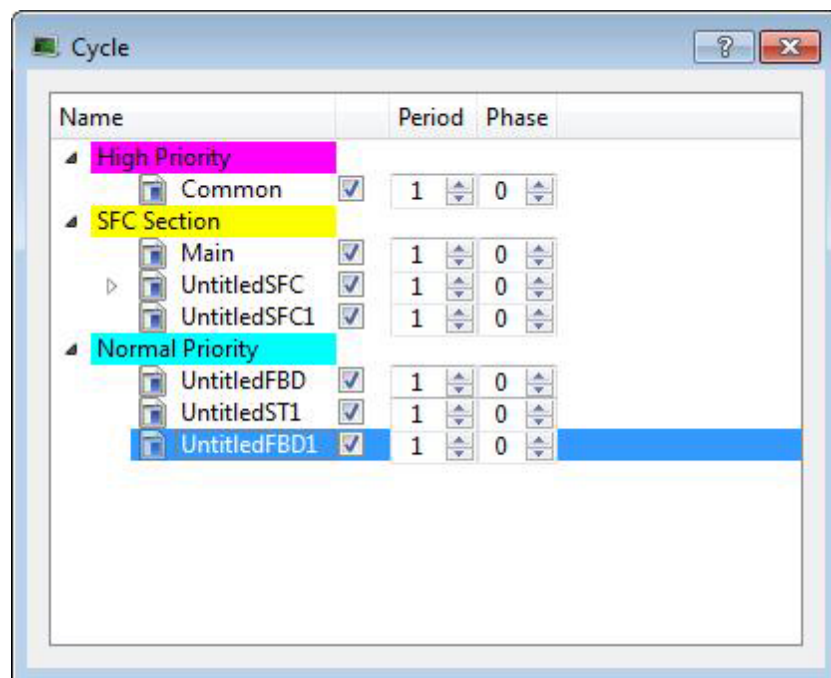 Cycle
Name Period Phase
High Priority
Common 1 0
SFC Section
Main 1 0
UntitledSFC 1 0
UntitledSFC1 1 0
Normal Priority
UntitledFBD 1 0
UntitledST1 1 0
UntitledFBD1 1 0